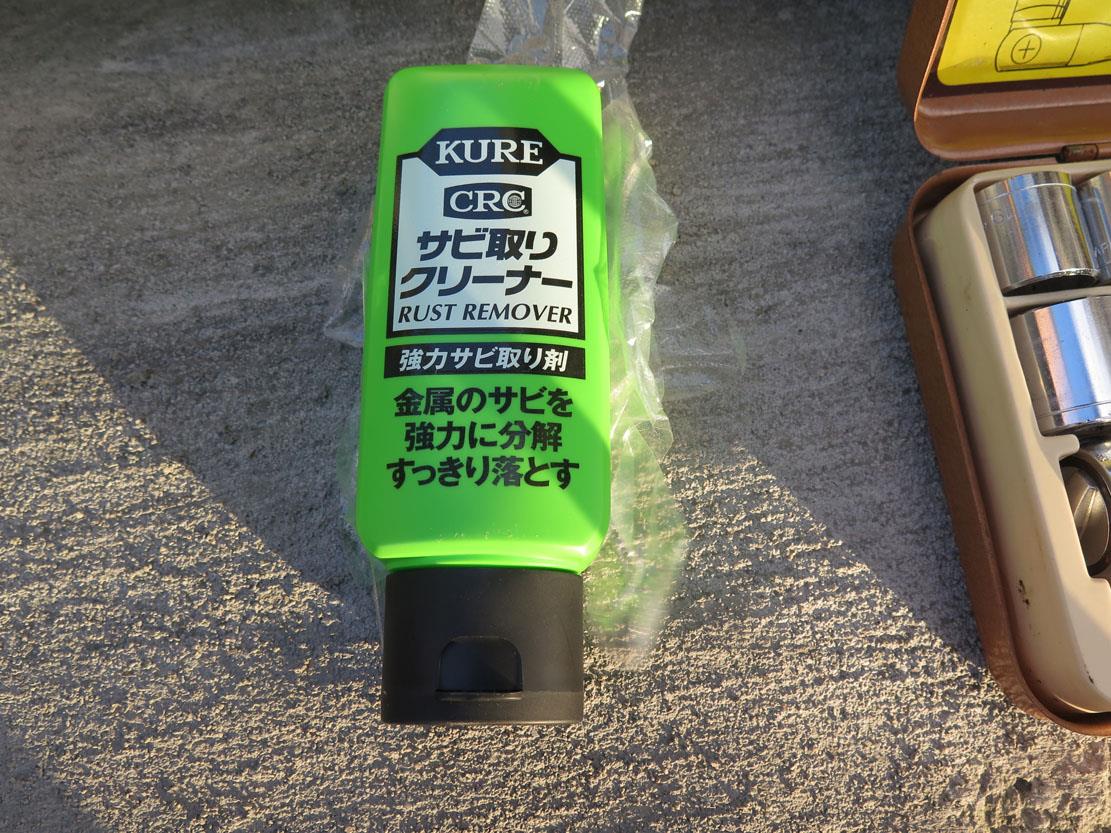 KURE
CRC
サビ取り
クリーナー
RUST REMOVER
強力サビ取り剤
金属のサビを
強力に分解
すっきり落とす